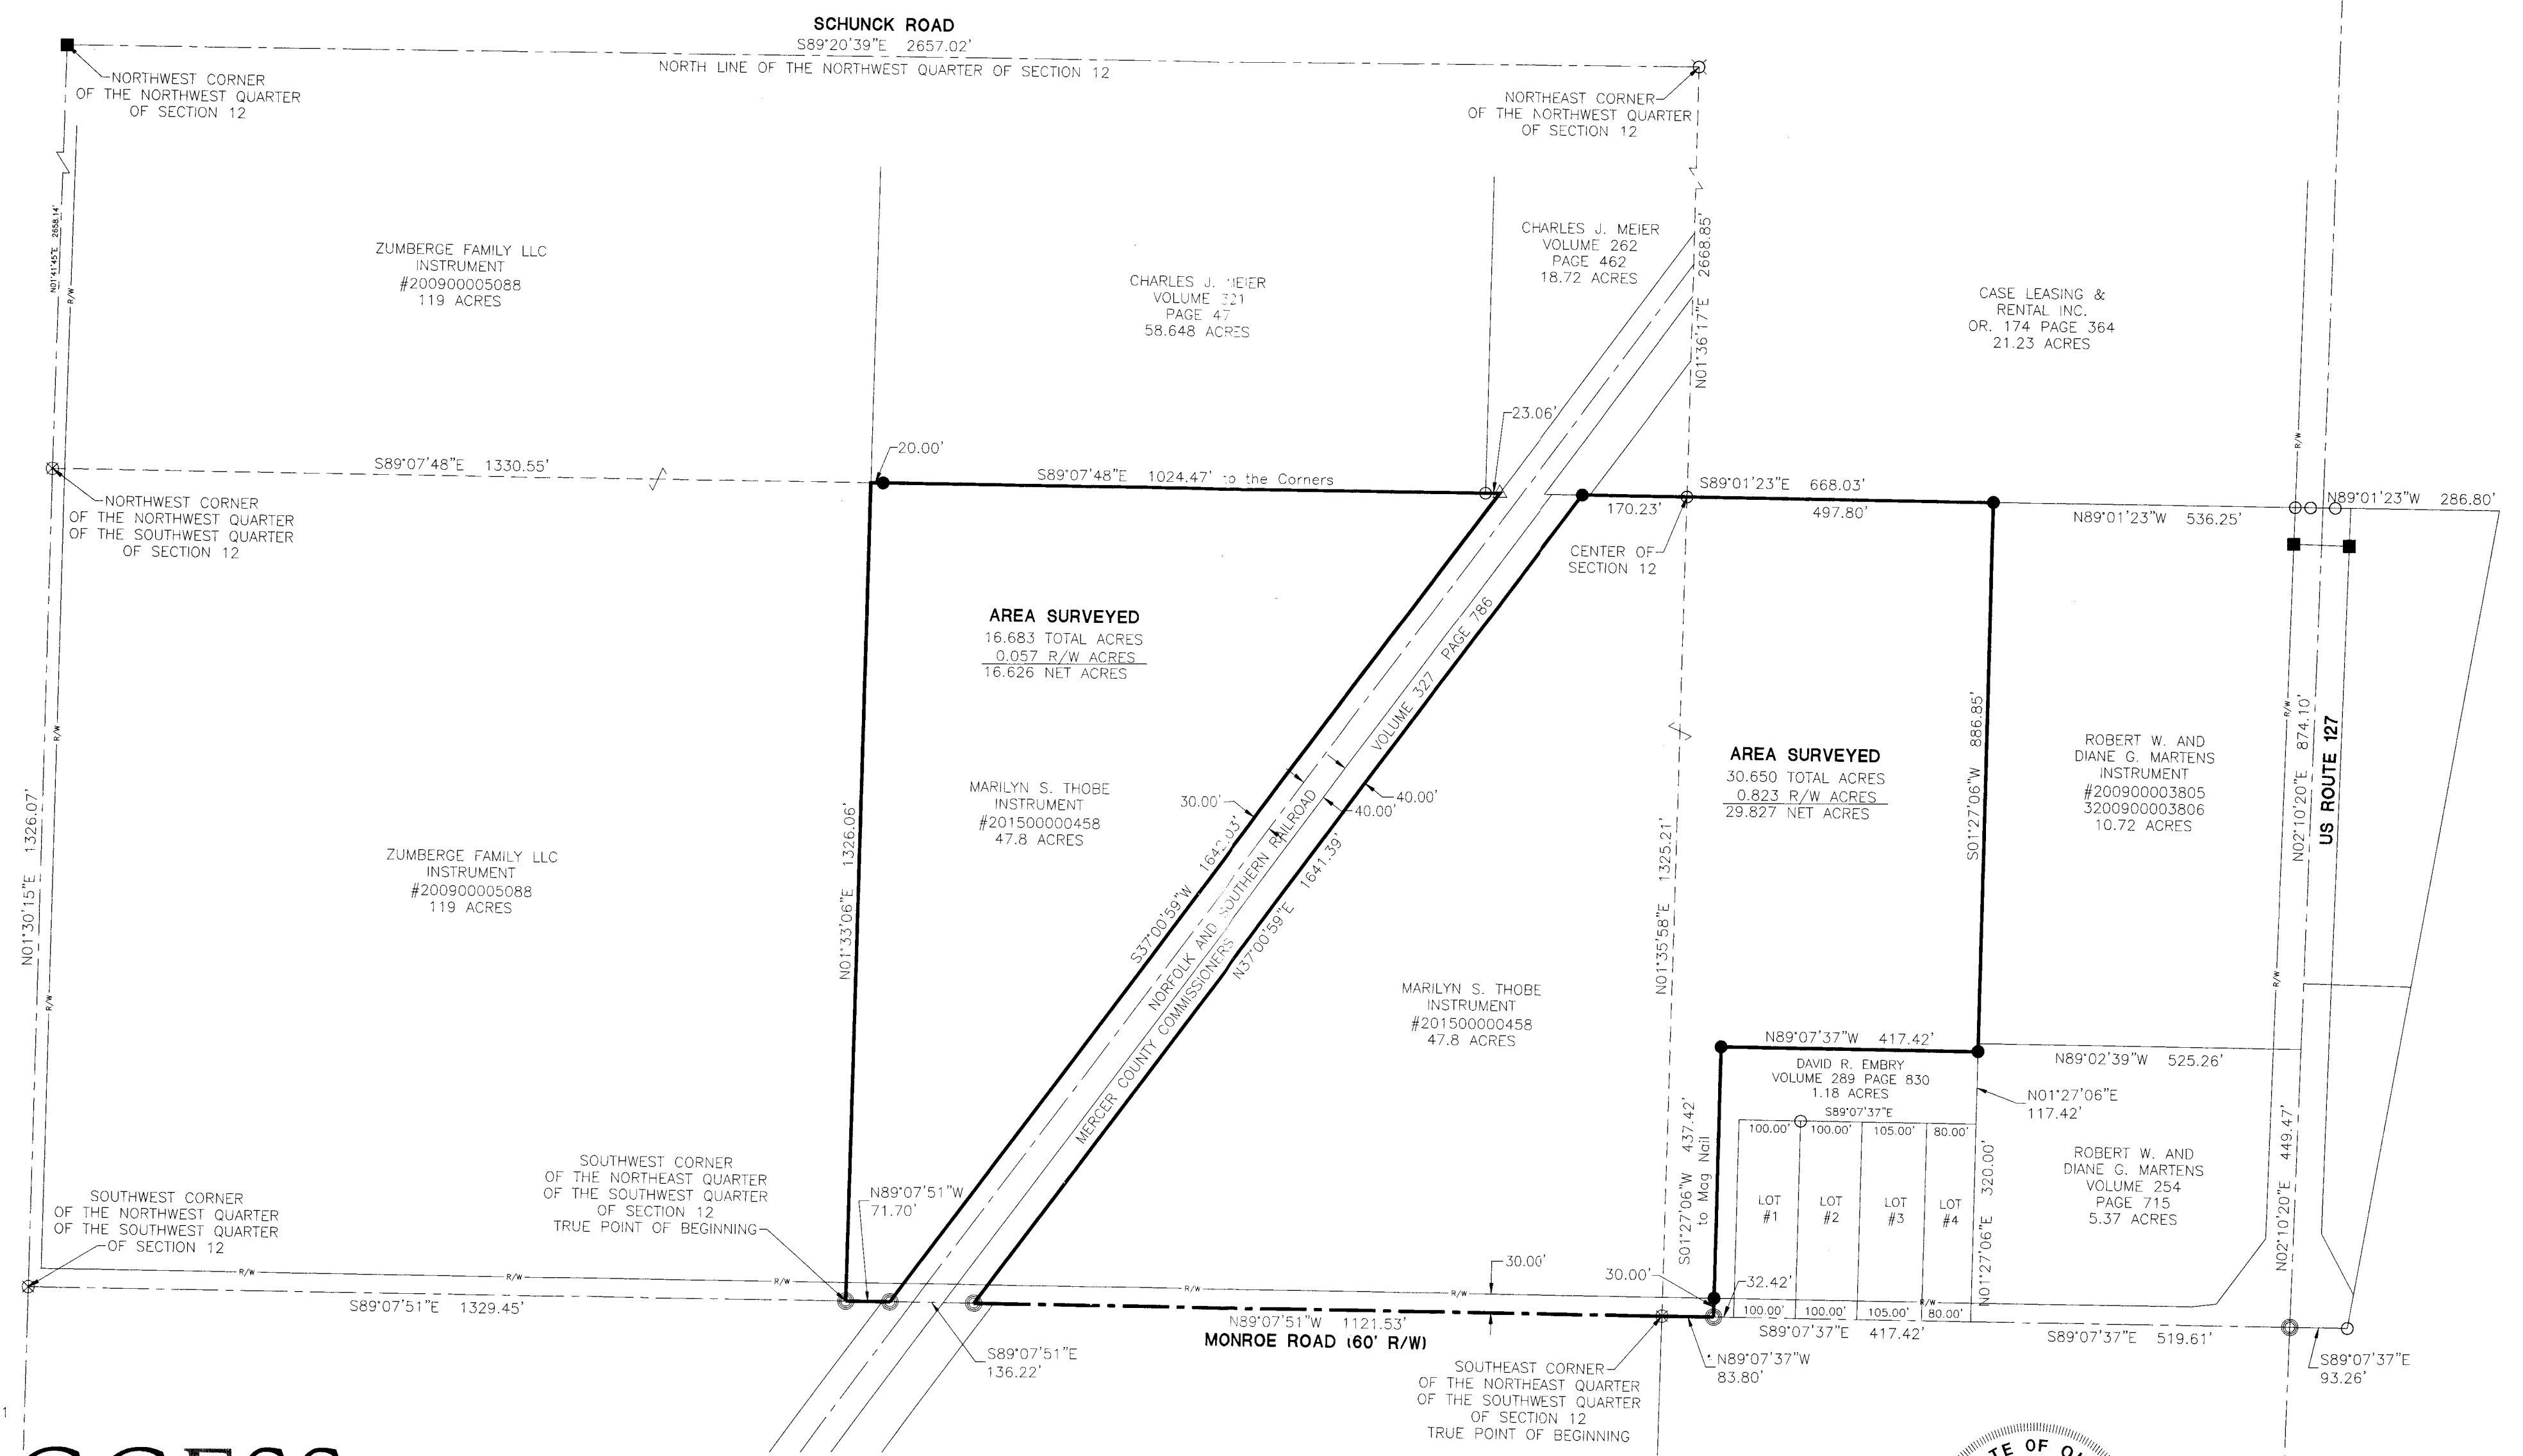 SCHUNCK ROAD
S89°20'39"E 2657.02'
NORTH LINE OF THE NORTHWEST QUARTER OF SECTION 12
NORTHWEST CORNER
OF THE NORTHWEST QUARTER
OF SECTION 12
NORTHEAST CORNER
OF THE NORTHWEST QUARTER
OF SECTION 12
N01°41'45"E 2658.14'
R/W
ZUMBERGE FAMILY LLC
INSTRUMENT
#200900005088
119 ACRES
CHARLES J. MEIER
VOLUME 321
PAGE 47
58.648 ACRES
CHARLES J. MEIER
VOLUME 262
PAGE 462
18.72 ACRES
N01°36'17"E 2668.85'
CASE LEASING &
RENTAL INC.
OR. 174 PAGE 364
21.23 ACRES
R/W
23.06'
20.00'
S89°07'48"E 1330.55'
S89°07'48"E 1024.47' to the Corners
S89°01'23"E 668.03'
170.23'
497.80'
N89°01'23"W 536.25'
N89°01'23"W 286.80'
NORTHWEST CORNER
OF THE NORTHWEST QUARTER
OF THE SOUTHWEST QUARTER
OF SECTION 12
CENTER OF
SECTION 12
AREA SURVEYED
16.683 TOTAL ACRES
0.057 R/W ACRES
16.626 NET ACRES
VOLUME 327 PAGE 786
AREA SURVEYED
30.650 TOTAL ACRES
0.823 R/W ACRES
29.827 NET ACRES
S01°27'06"W 886.85'
ROBERT W. AND
DIANE G. MARTENS
INSTRUMENT
#200900003805
3200900003806
10.72 ACRES
R/W
N02°10'20"E 874.10'
US ROUTE 127
R/W
R/W
MARILYN S. THOBE
INSTRUMENT
#201500000458
47.8 ACRES
30.00'
40.00'
40.00'
N01°30'15"E 1326.07'
R/W
ZUMBERGE FAMILY LLC
INSTRUMENT
#200900005088
119 ACRES
N01°33'06"E 1326.06'
S37°00'59"W 1642.03'
NORFOLK AND SOUTHERN RAILROAD
MERCER COUNTY COMMISSIONERS
N37°00'59"E 1641.39'
N01°35'58"E 1325.21'
MARILYN S. THOBE
INSTRUMENT
#201500000458
47.8 ACRES
N89°07'37"W 417.42'
DAVID R. EMBRY
VOLUME 289 PAGE 830
1.18 ACRES
N89°02'39"W 525.26'
N01°27'06"E
117.42'
S89°07'37"E
100.00' 100.00' 105.00' 80.00'
S01°27'06"W 437.42'
to Mag Nail
LOT
#1
LOT
#2
LOT
#3
LOT
#4
N01°27'06"E 320.00'
ROBERT W. AND
DIANE G. MARTENS
VOLUME 254
PAGE 715
5.37 ACRES
N02°10'20"E 449.47'
SOUTHWEST CORNER
OF THE NORTHWEST QUARTER
OF THE SOUTHWEST QUARTER
OF SECTION 12
SOUTHWEST CORNER
OF THE NORTHEAST QUARTER
OF THE SOUTHWEST QUARTER
OF SECTION 12
TRUE POINT OF BEGINNING
N89°07'51"W
71.70'
30.00'
30.00'
32.42'
R/W
R/W
R/W
R/W
R/W
R/W
100.00' 100.00' 105.00' 80.00'
S89°07'51"E 1329.45'
N89°07'51"W 1121.53'
MONROE ROAD (60' R/W)
S89°07'37"E 417.42'
S89°07'37"E 519.61'
S89°07'51"E
136.22'
N89°07'37"W
83.80'
S89°07'37"E
93.26'
SOUTHEAST CORNER
OF THE NORTHEAST QUARTER
OF THE SOUTHWEST QUARTER
OF SECTION 12
TRUE POINT OF BEGINNING
1